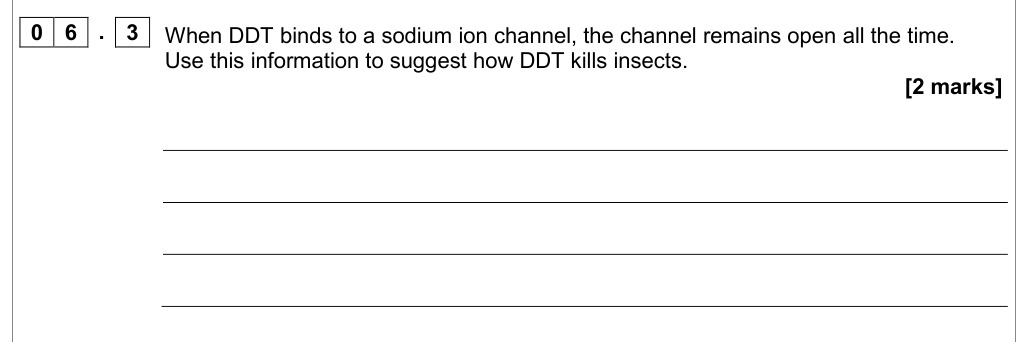 0 6 . 3 When DDT binds to a sodium ion channel, the channel remains open all the time.
Use this information to suggest how DDT kills insects.
[2 marks]